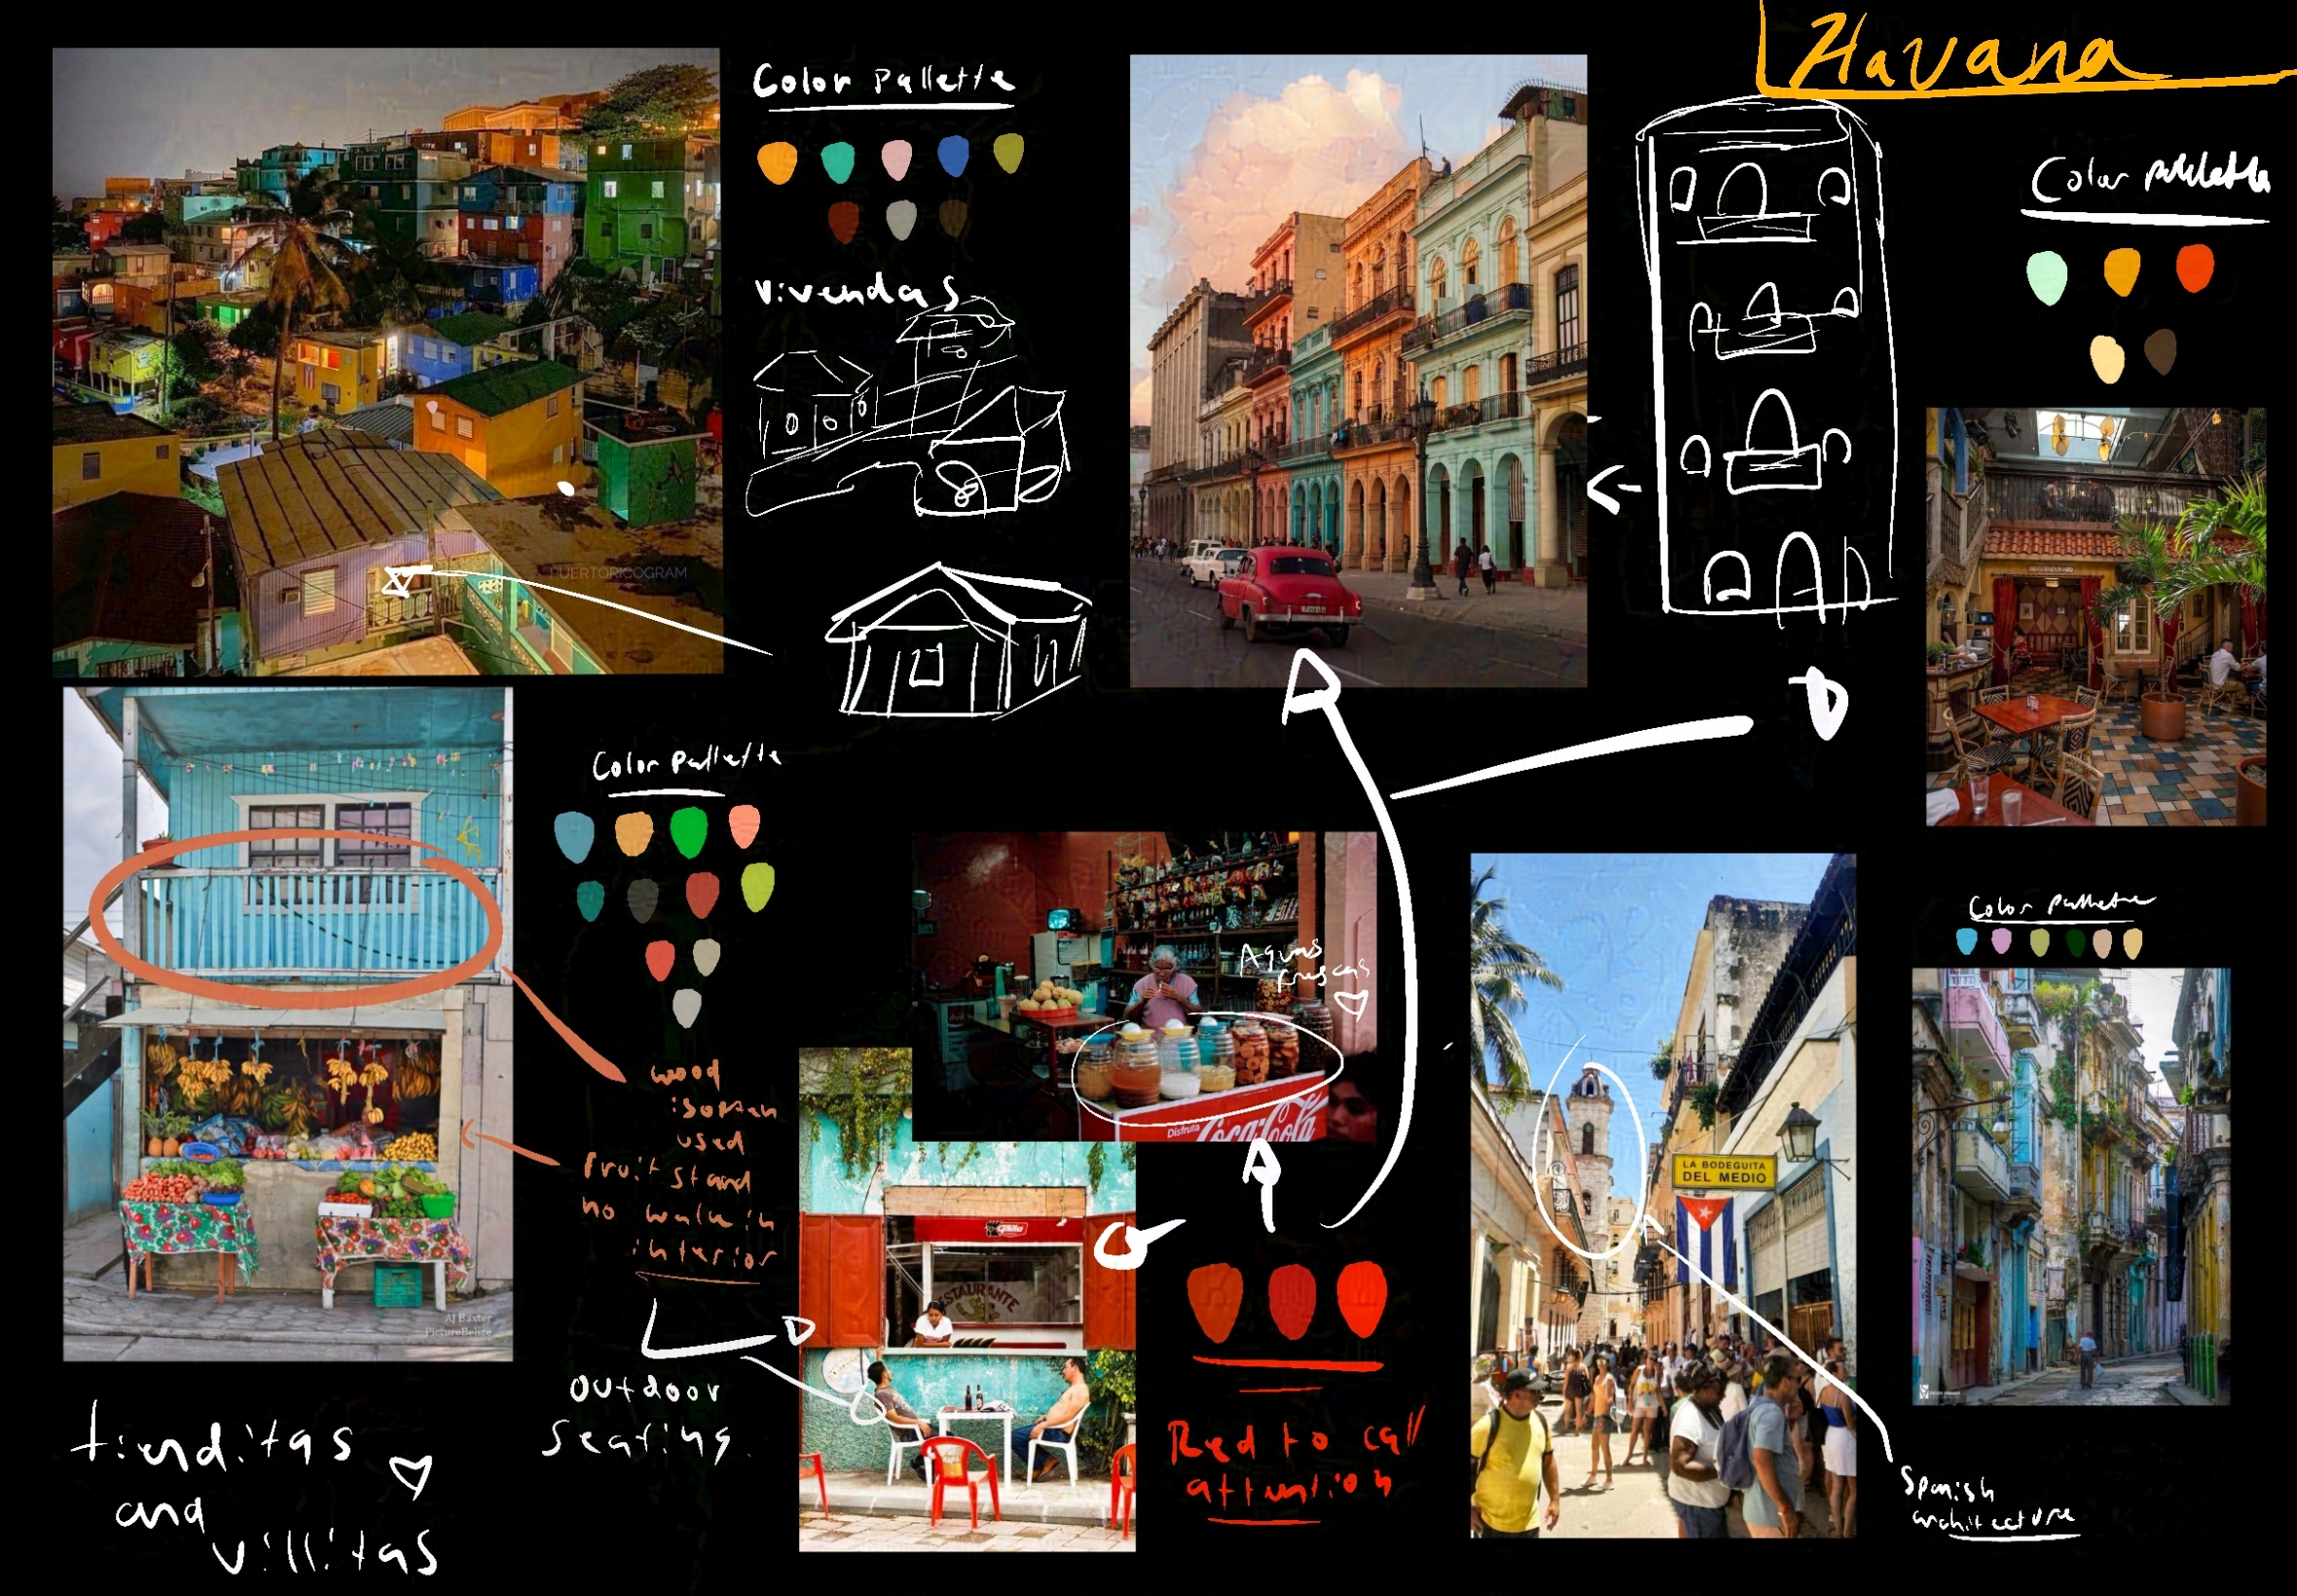 Havana
Color Pallette
Vivendas
PUERTORICOGRAM
Color Pallette
Color Pallette
wood
is often
used
Fruit stand
no walk in
interior
AJ Baxter
PictureBelize
outdoor
seating.
tienditas
and
villitas
Aguas
frescas
Disfruta
Coca-Cola
RESTAURANTE
Red to call
attention
LA BODEGUITA
DEL MEDIO
Color Pallette
Spanish
architecture